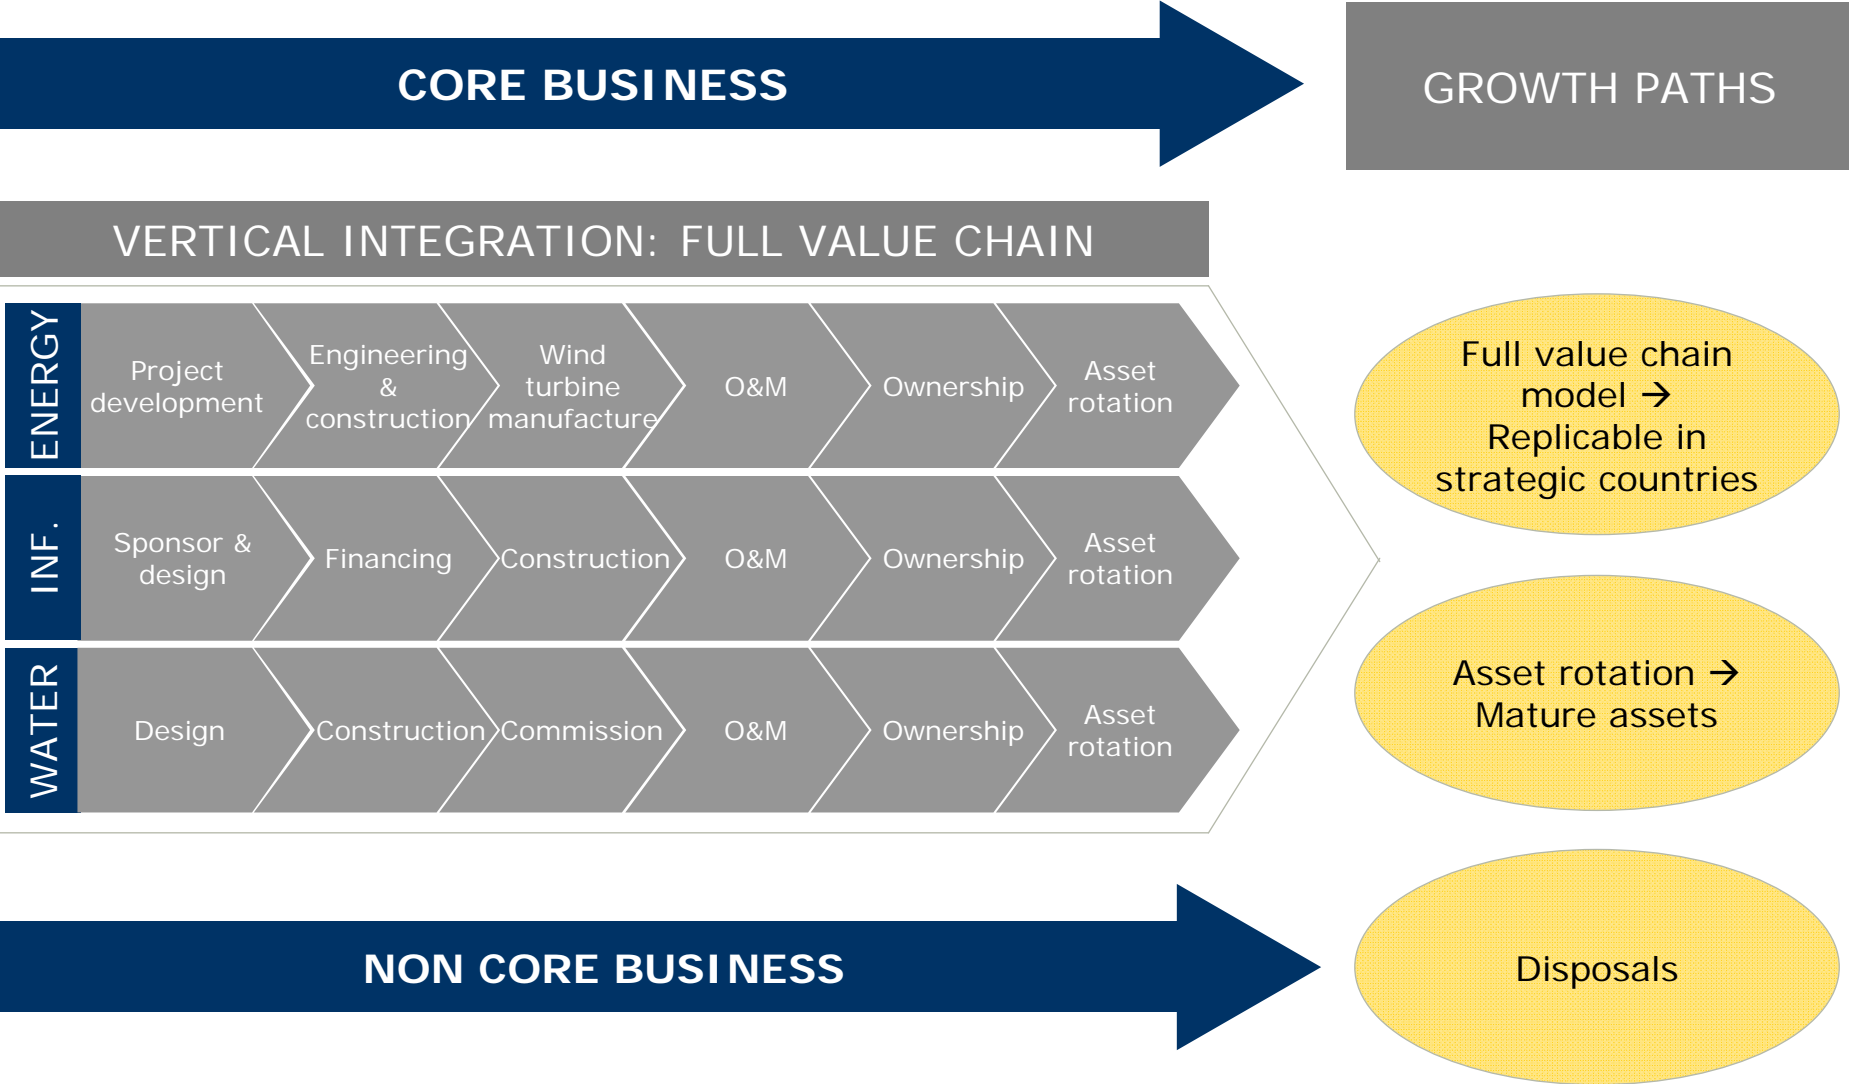 CORE BUSINESS
GROWTH PATHS
VERTICAL INTEGRATION: FULL VALUE CHAIN
ENERGY
Project
development
Engineering
&
construction
Wind
turbine
manufacture
O&M
Ownership
Asset
rotation
INF.
Sponsor &
design
Financing
Construction
O&M
Ownership
Asset
rotation
WATER
Design
Construction
Commission
O&M
Ownership
Asset
rotation
Full value chain
model →
Replicable in
strategic countries
Asset rotation →
Mature assets
NON CORE BUSINESS
Disposals